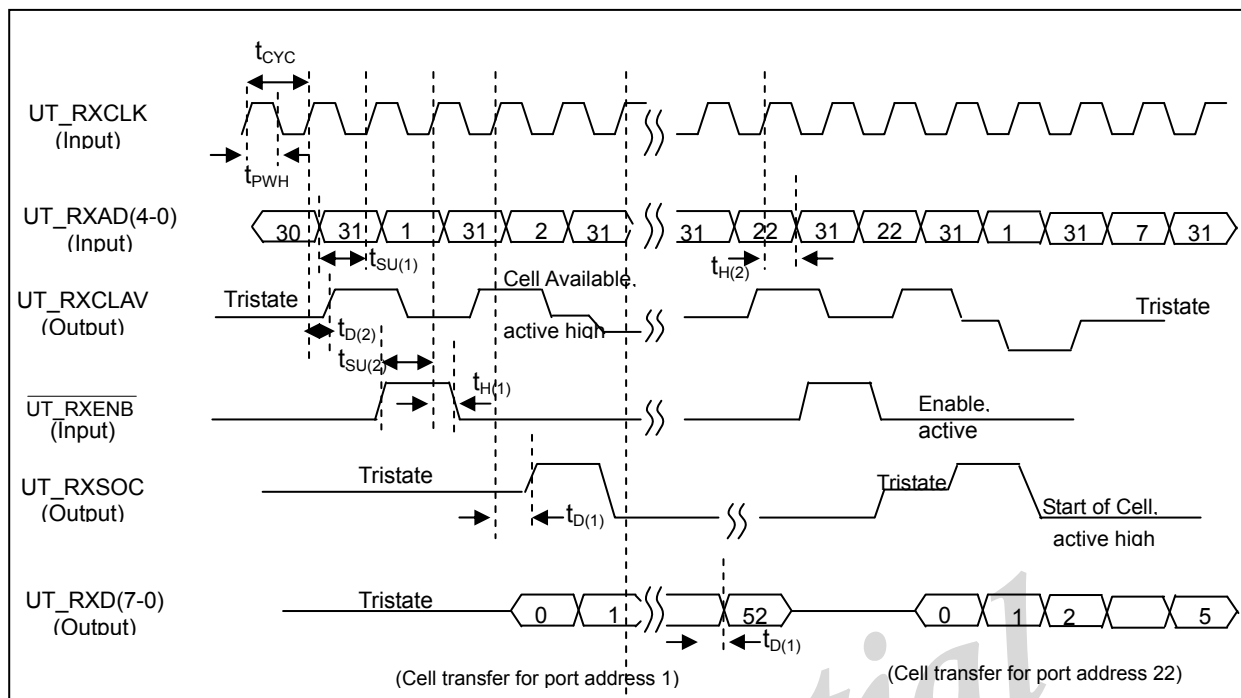 tCYC
UT_RXCLK
(Input)
tPWH
UT_RXAD(4-0)
(Input)
30 31 1 31 2 31 31 22 31 22 31 1 31 7 31
tSU(1)
tH(2)
Cell Available,
active high
UT_RXCLAV
(Output)
Tristate
Tristate
tD(2)
tSU(2)
tH(1)
UT_RXENB
(Input)
Enable,
active
UT_RXSOC
(Output)
Tristate
Tristate
tD(1)
Start of Cell,
active high
UT_RXD(7-0)
(Output)
Tristate
0 1 52 0 1 2 5
tD(1)
(Cell transfer for port address 1)
(Cell transfer for port address 22)